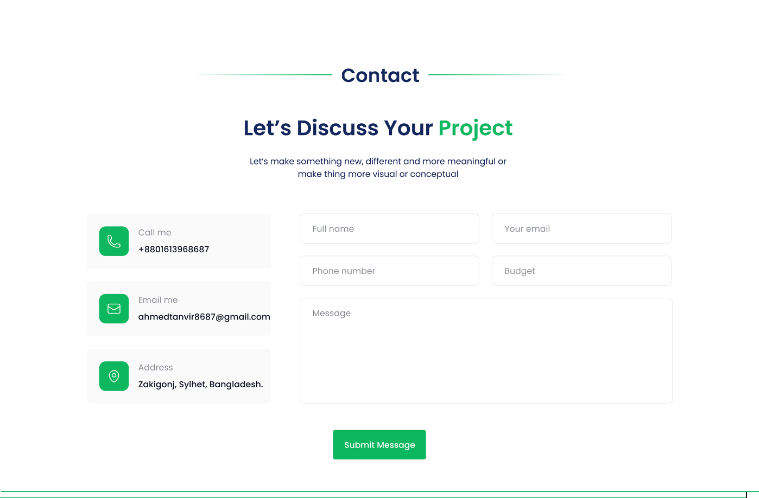 Contact
Let's Discuss Your Project
Let's make something new, different and more meaningful or
make thing more visual or conceptual
Call me
+8801613968687
Email me
ahmedtanvir8687@gmail.com
Address
Zakigonj, Sylhet, Bangladesh.
Full name
Your email
Phone number
Budget
Message
Submit Message